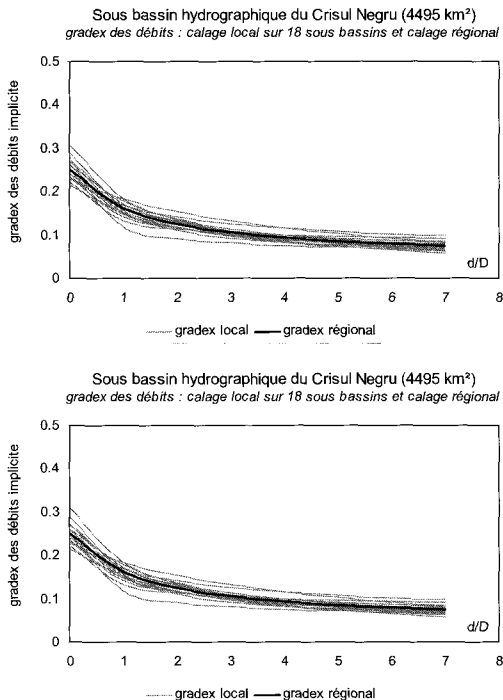 Sous bassin hydrographique du Crisul Negru (4495 km²)
gradex des débits : calage local sur 18 sous bassins et calage régional
gradex des débits implicite
0.5
0.4
0.3
0.2
0.1
0
d/D
0 1 2 3 4 5 6 7 8
gradex local gradex régional
Sous bassin hydrographique du Crisul Negru (4495 km²)
gradex des débits : calage local sur 18 sous bassins et calage régional
gradex des débits implicite
0.5
0.4
0.3
0.2
0.1
0
d/D
0 1 2 3 4 5 6 7 8
gradex local gradex régional